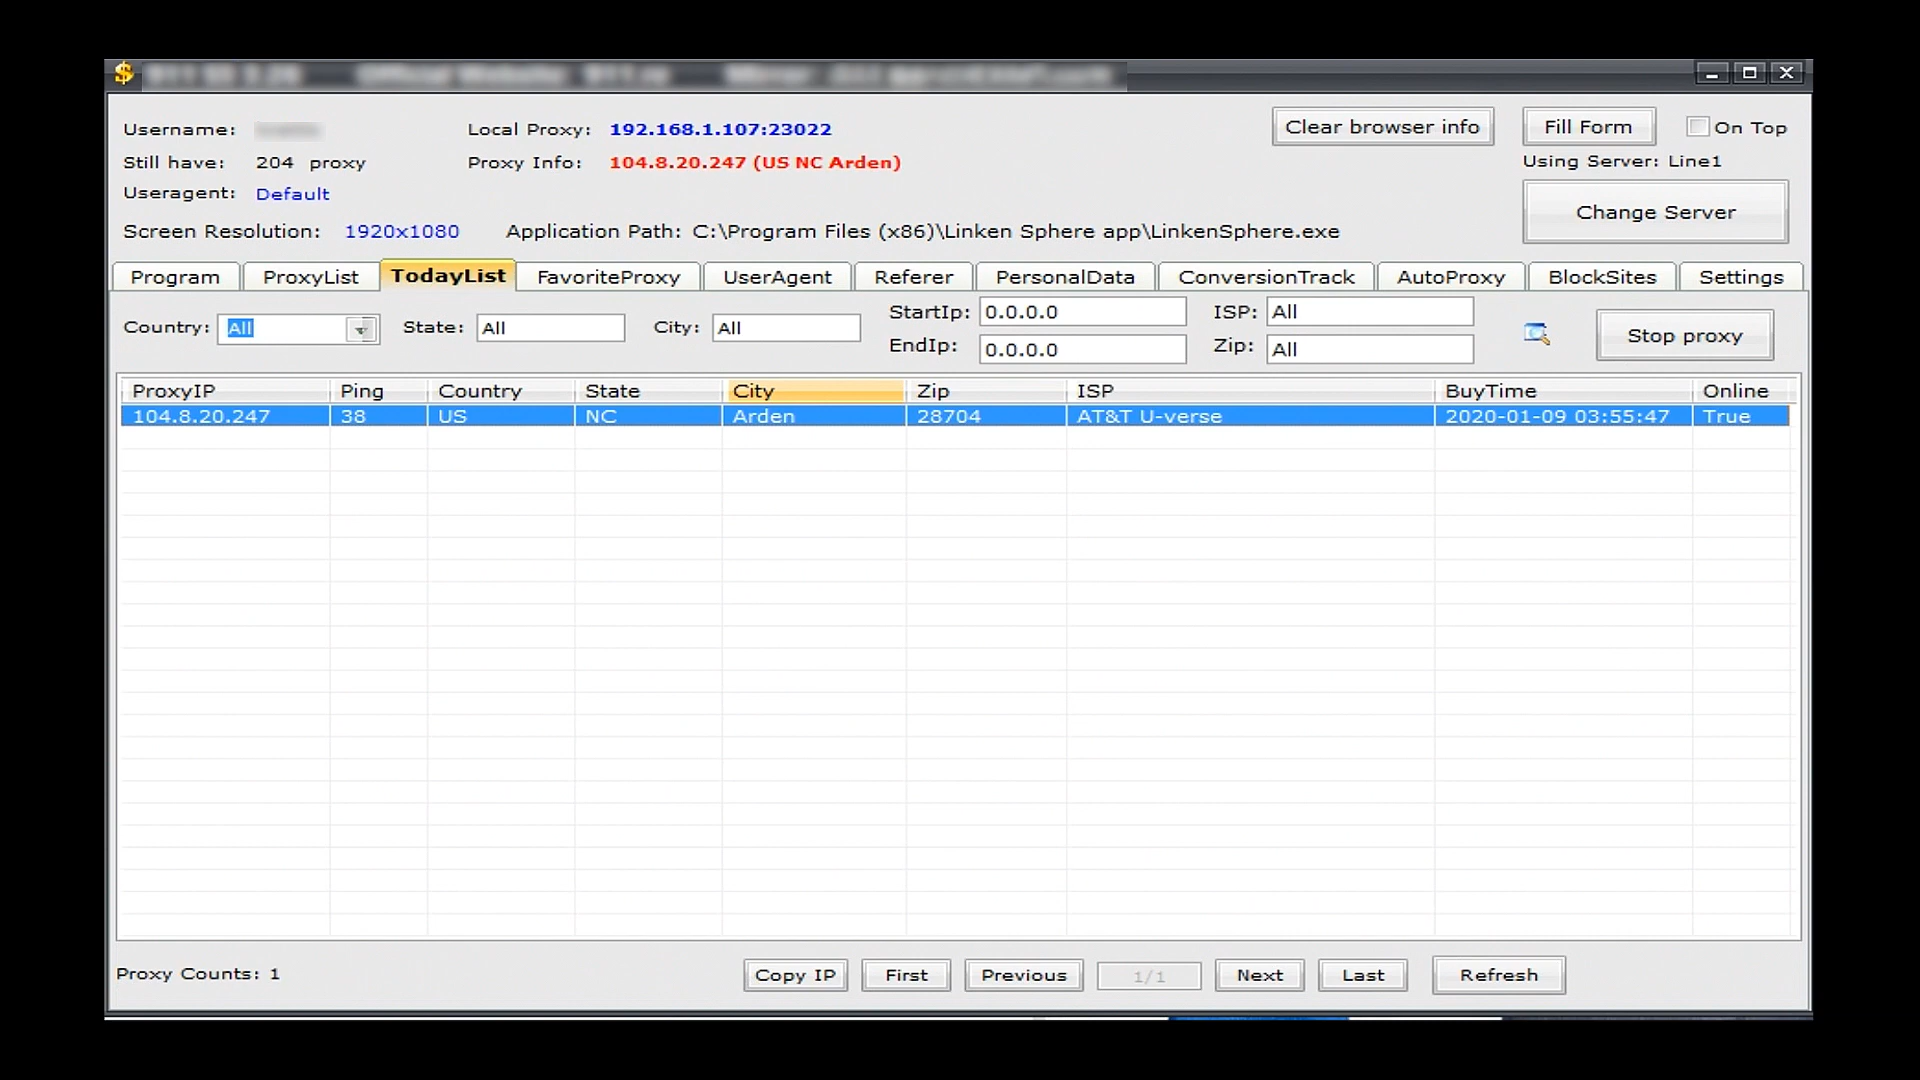 Username:
Local Proxy: 192.168.1.107:23022
Clear browser info
Fill Form
On Top
Still have: 204 proxy
Proxy Info: 104.8.20.247 (US NC Arden)
Using Server: Line1
Useragent: Default
Change Server
Screen Resolution: 1920x1080
Application Path: C:\Program Files (x86)\Linken Sphere app\LinkenSphere.exe
Program ProxyList TodayList FavoriteProxy UserAgent Referer PersonalData ConversionTrack AutoProxy BlockSites Settings
Country: All State: All City: All
StartIp: 0.0.0.0 ISP: All
EndIp: 0.0.0.0 Zip: All
Stop proxy
ProxyIP Ping Country State City Zip ISP BuyTime Online
104.8.20.247 38 US NC Arden 28704 AT&T U-verse 2020-01-09 03:55:47 True
Proxy Counts: 1
Copy IP First Previous 1/1 Next Last Refresh